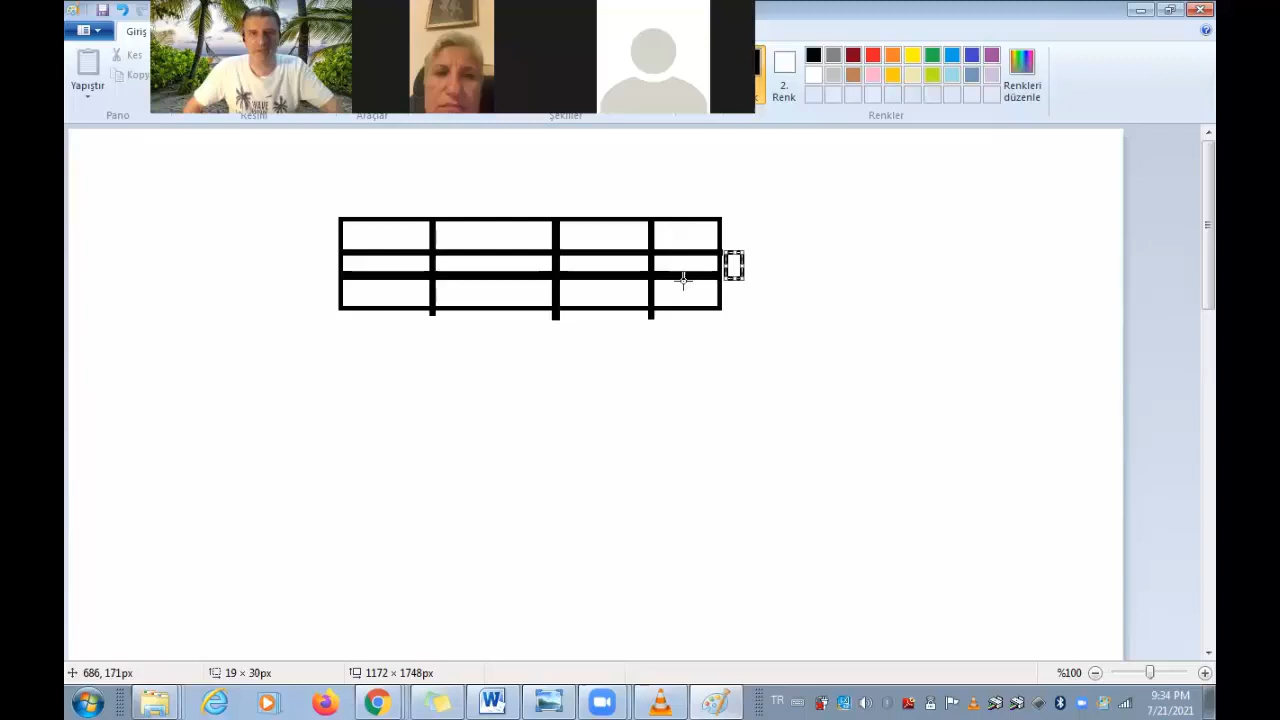 Giriş
Kes
Kopy
Yapıştır
2.
Renk
Renkleri
düzenle
Pano
Resim
Araçlar
Şekiller
Renkler
686, 171px
19 × 30px
1172 × 1748px
%100
TR
9:34 PM
7/21/2021